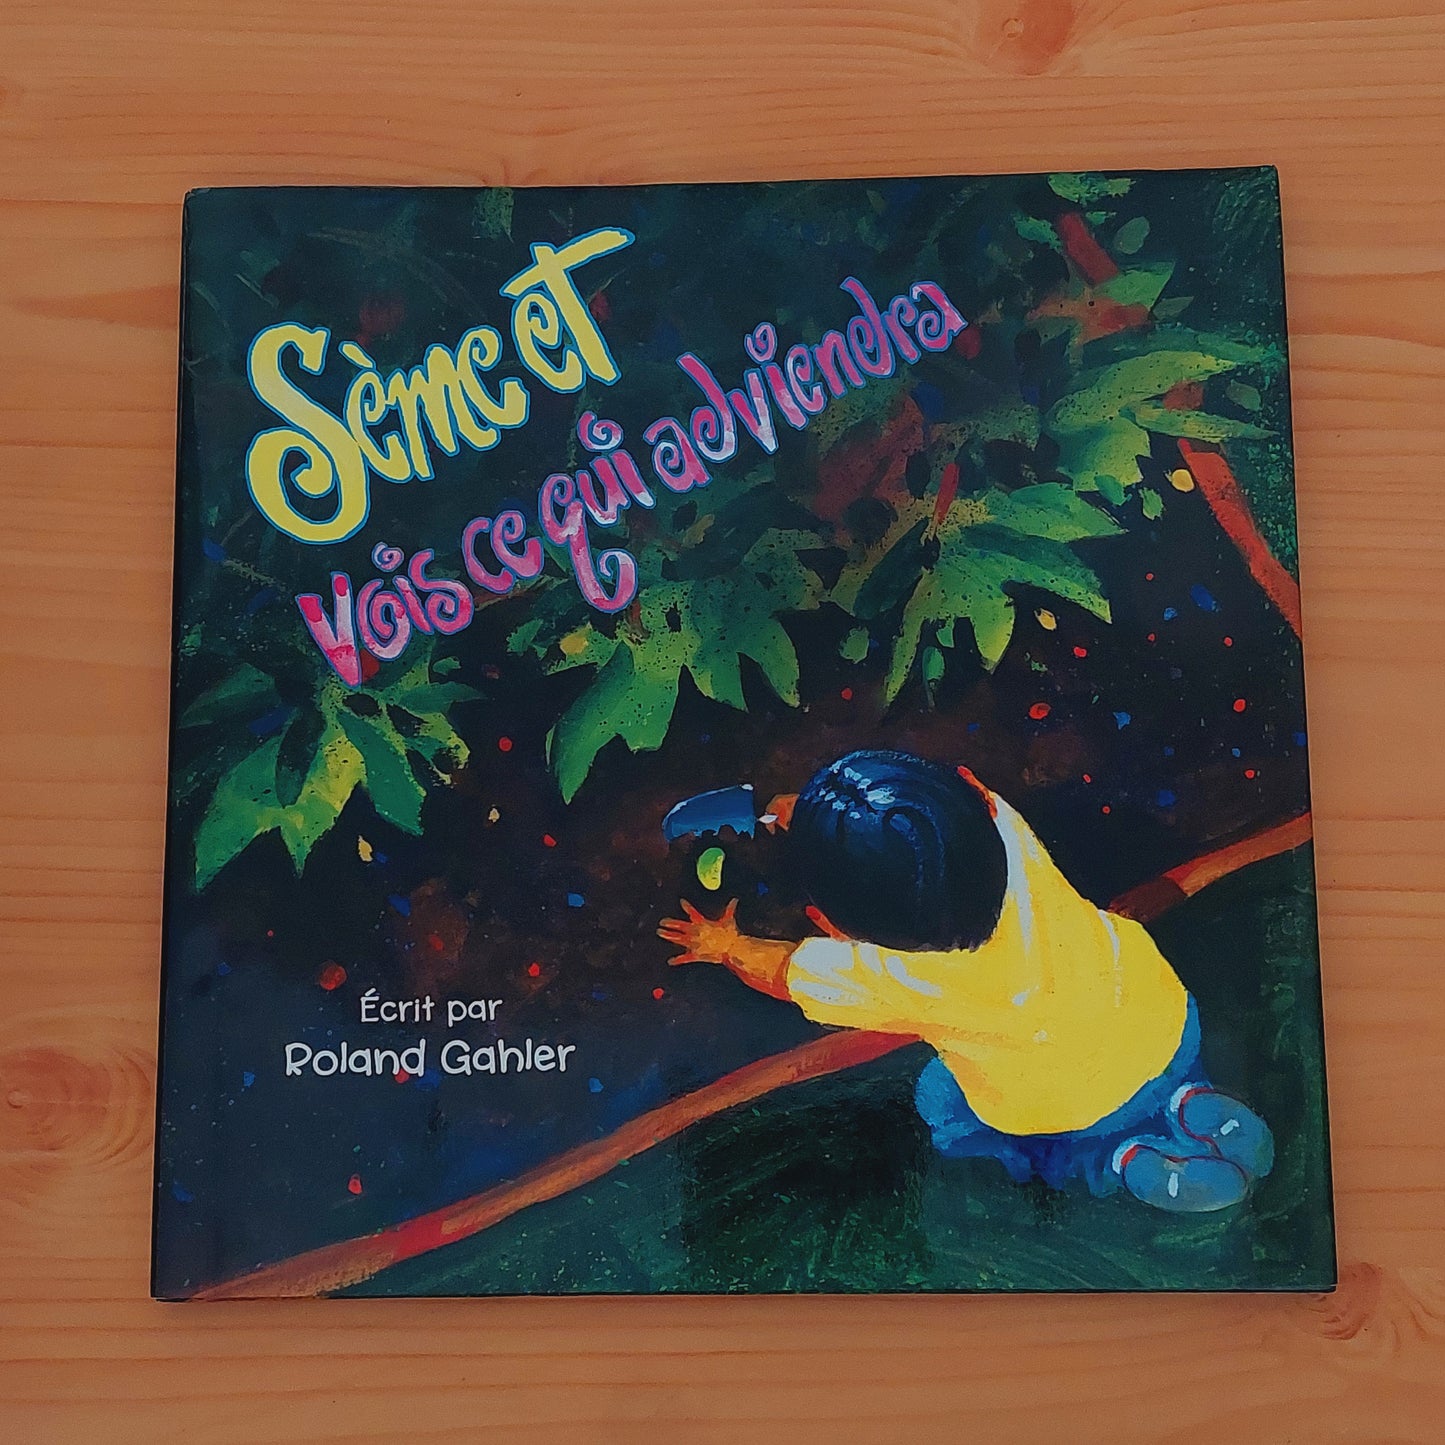 Sème et
vois ce qui adviendra
Écrit par
Roland Gahler